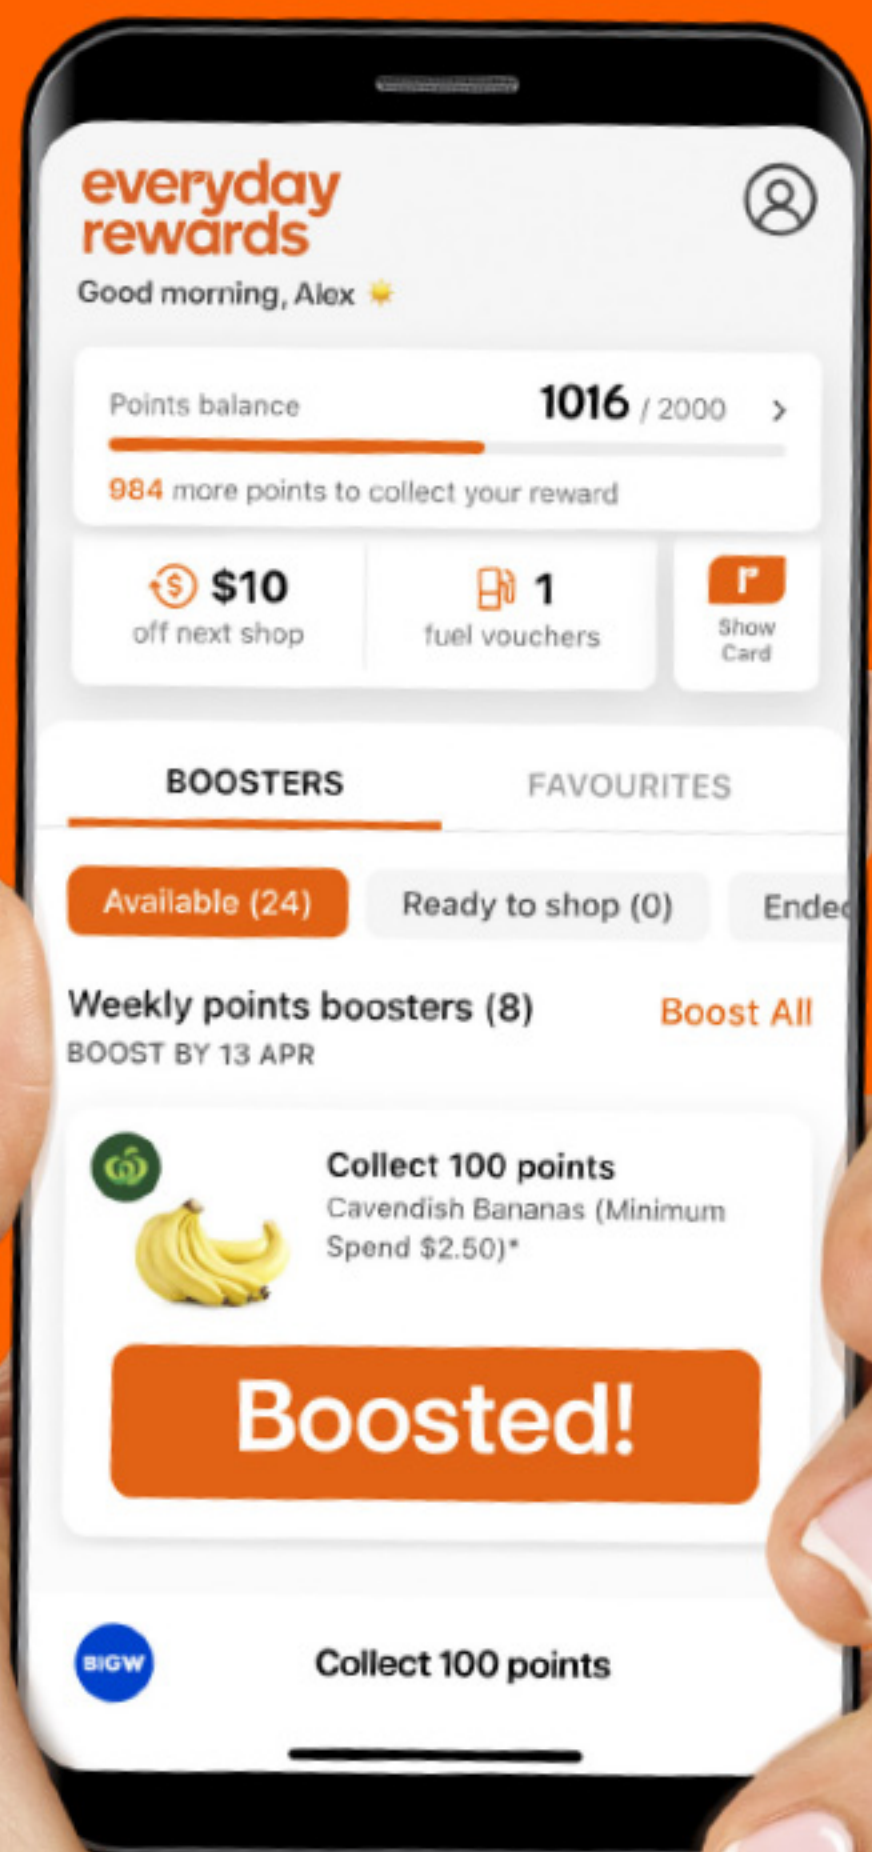 everyday
rewards
Good morning, Alex
Points balance 1016 / 2000 >
984 more points to collect your reward
$10
off next shop
1
fuel vouchers
r
Show
Card
BOOSTERS FAVOURITES
Available (24) Ready to shop (0) Ended
Weekly points boosters (8) Boost All
BOOST BY 13 APR
Collect 100 points
Cavendish Bananas (Minimum
Spend $2.50)*
Boosted!
BIGW
Collect 100 points